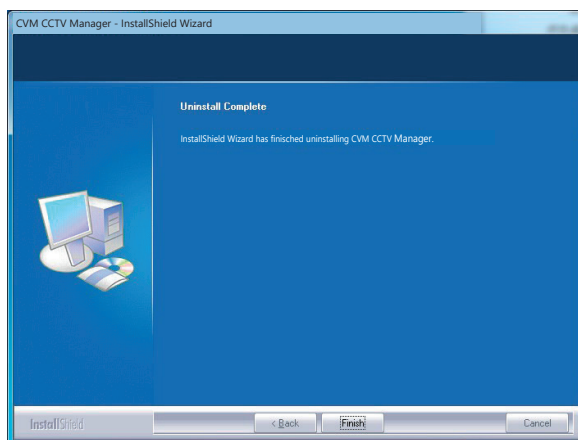 CVM CCTV Manager - InstallShield Wizard
Uninstall Complete
InstallShield Wizard has finisched uninstalling CVM CCTV Manager.
InstallShield
< Back
Finish
Cancel